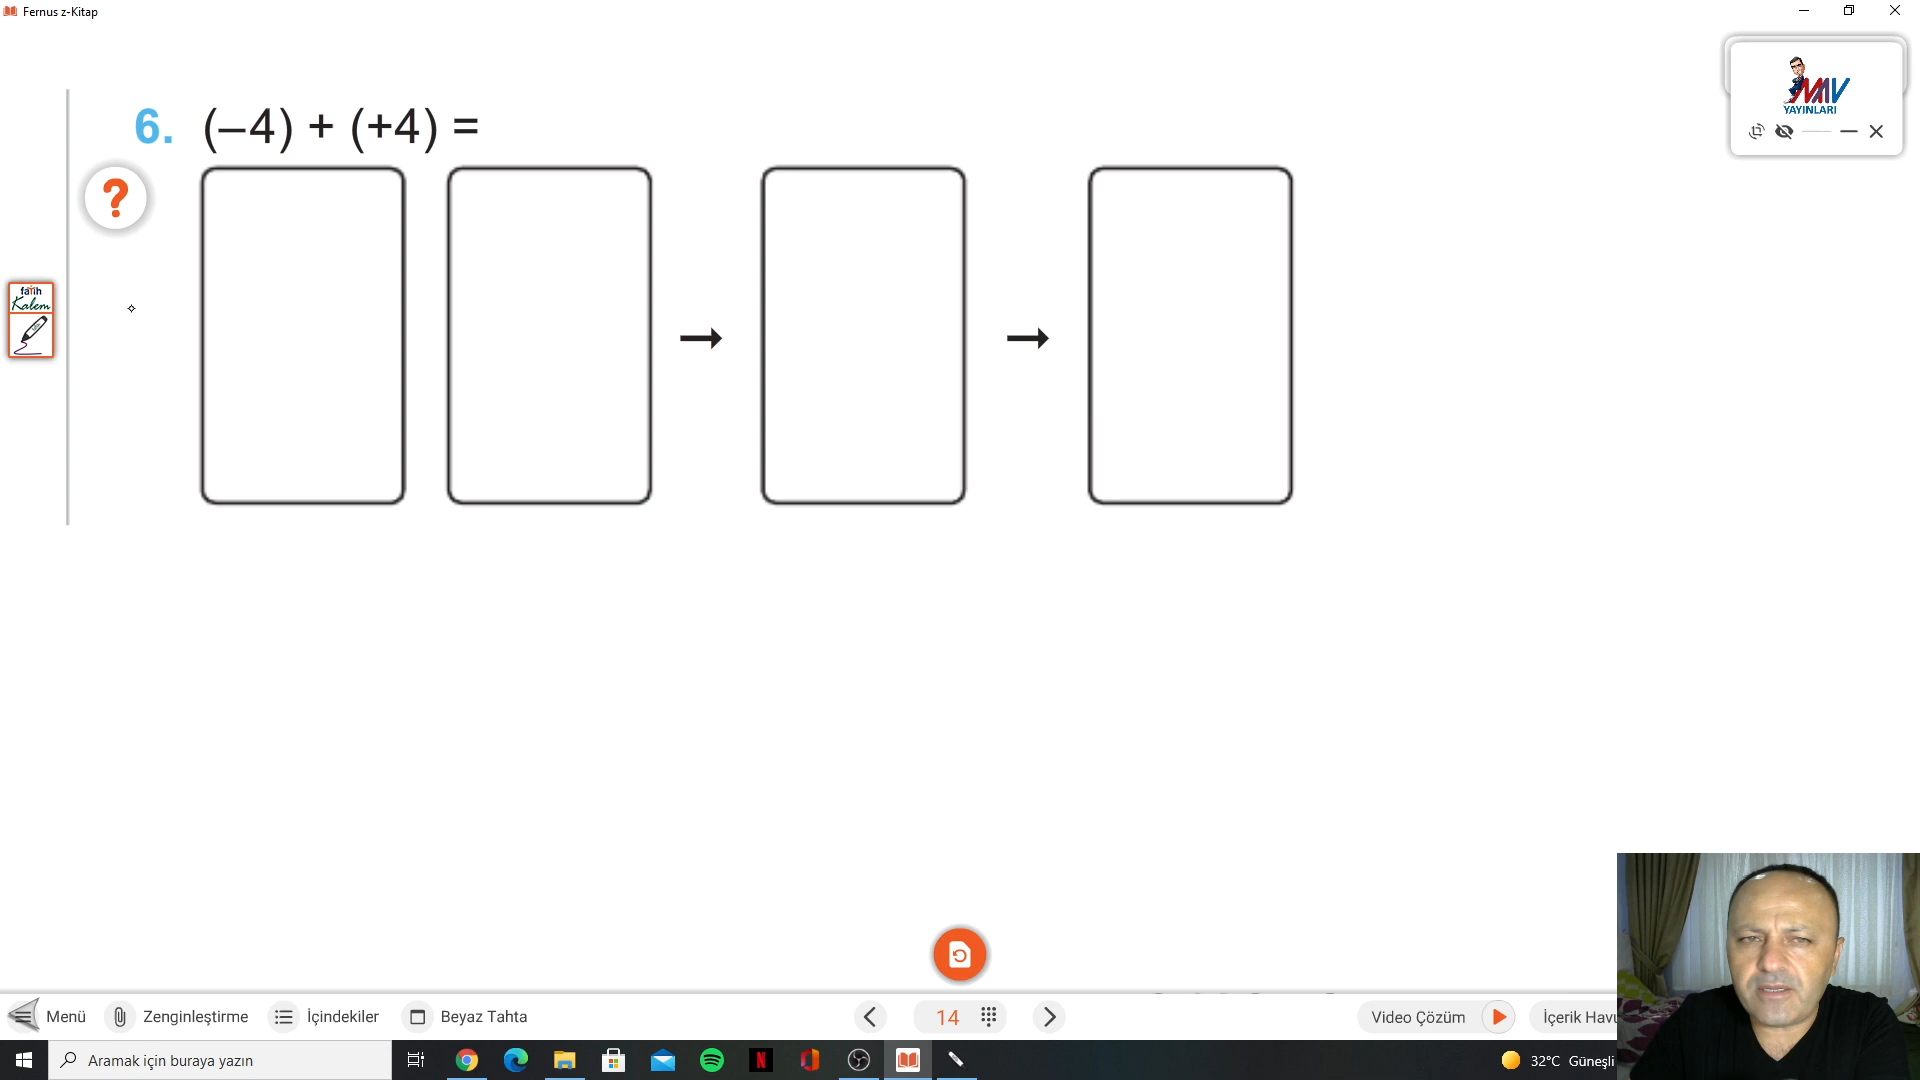 Fernus z-Kitap
MAV
YAYINLARI
6. (–4) + (+4) =
?
fatih
Kalem
Menü
Zenginleştirme
İçindekiler
Beyaz Tahta
14
Video Çözüm
İçerik Havu
Aramak için buraya yazın
32°C Güneşli